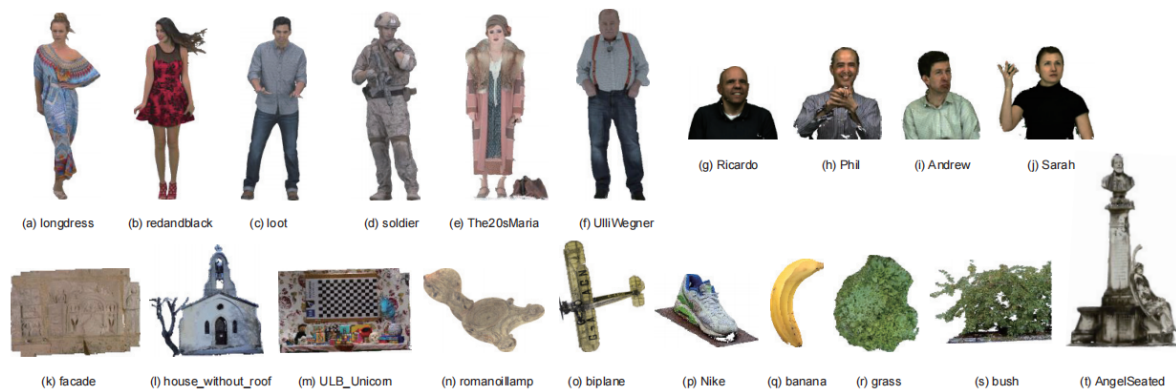 (g) Ricardo (h) Phil (i) Andrew (j) Sarah
(a) longdress (b) redandblack (c) loot (d) soldier (e) The20sMaria (f) UlliWegner
(k) facade (l) house_without_roof (m) ULB_Unicorn (n) romanoillamp (o) biplane (p) Nike (q) banana (r) grass (s) bush (t) AngelSeated